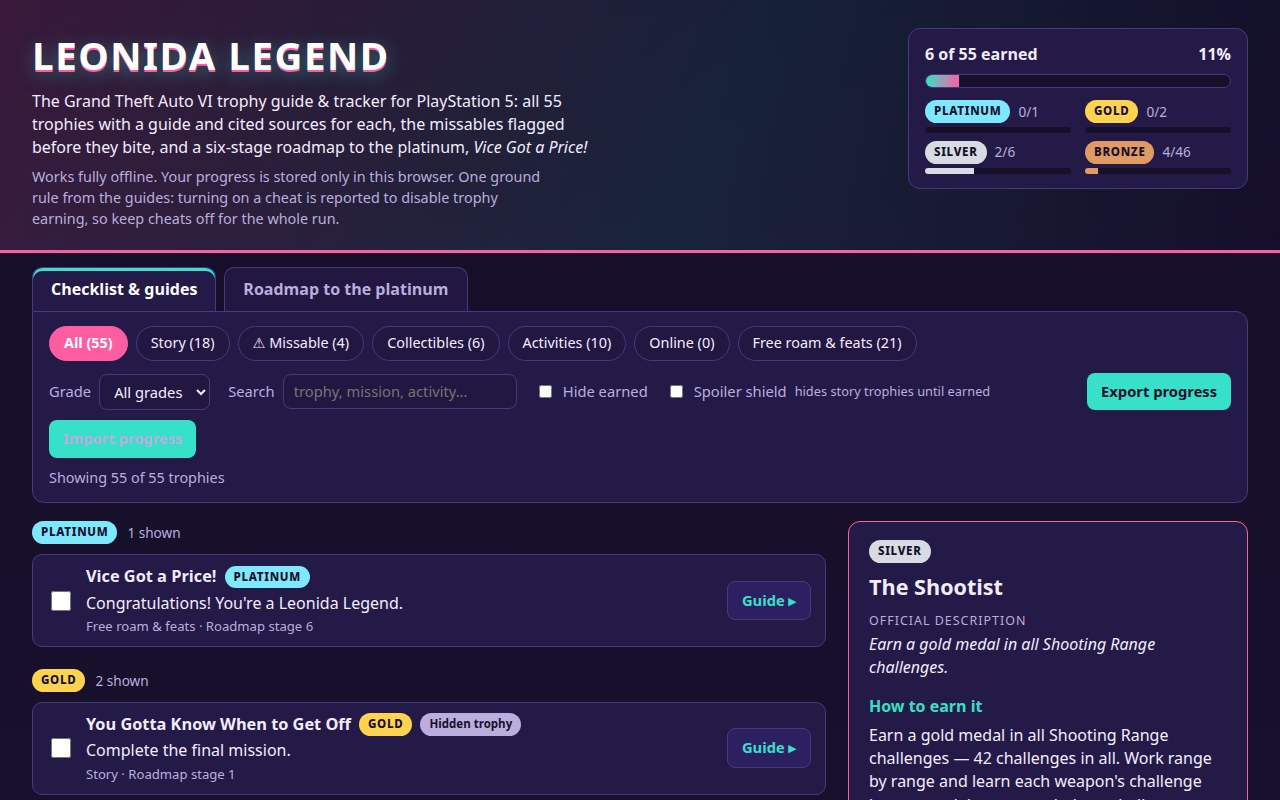 LEONIDA LEGEND
The Grand Theft Auto VI trophy guide & tracker for PlayStation 5: all 55
trophies with a guide and cited sources for each, the missables flagged
before they bite, and a six-stage roadmap to the platinum, Vice Got a Price!
Works fully offline. Your progress is stored only in this browser. One ground
rule from the guides: turning on a cheat is reported to disable trophy
earning, so keep cheats off for the whole run.
6 of 55 earned 11%
PLATINUM 0/1 GOLD 0/2
SILVER 2/6 BRONZE 4/46
Checklist & guides Roadmap to the platinum
All (55) Story (18) ⚠ Missable (4) Collectibles (6) Activities (10) Online (0) Free roam & feats (21)
Grade All grades Search trophy, mission, activity... Hide earned Spoiler shield hides story trophies until earned Export progress
Import progress
Showing 55 of 55 trophies
PLATINUM 1 shown
Vice Got a Price! PLATINUM
Congratulations! You're a Leonida Legend.
Free roam & feats · Roadmap stage 6
Guide ▸
GOLD 2 shown
You Gotta Know When to Get Off GOLD Hidden trophy
Complete the final mission.
Story · Roadmap stage 1
Guide ▸
SILVER
The Shootist
OFFICIAL DESCRIPTION
Earn a gold medal in all Shooting Range
challenges.
How to earn it
Earn a gold medal in all Shooting Range
challenges — 42 challenges in all. Work range
by range and learn each weapon's challenge